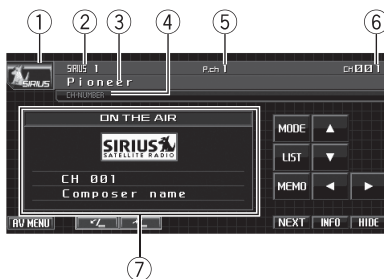 1 2 3 4 5 6
SIRIUS
SIRIUS 1 P.ch 1 CH 001
Pioneer
CH-NUMBER
ON THE AIR
SIRIUS
SATELLITE RADIO
CH 001
Composer name
MODE
LIST
MEMO
AV MENU NEXT INFO HIDE
7